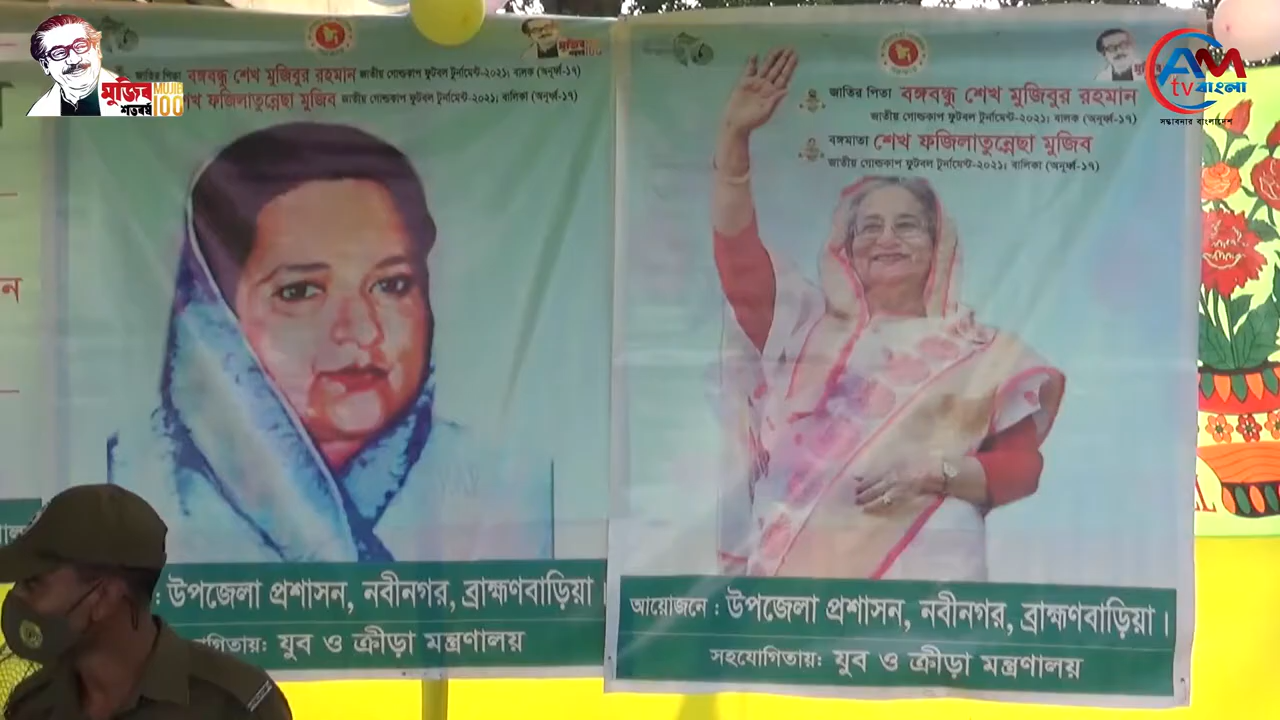 মুজিব
শতবর্ষ
MUJIB
100
জাতির পিতা বঙ্গবন্ধু শেখ মুজিবুর রহমান জাতীয় গোল্ডকাপ ফুটবল টুর্নামেন্ট-২০২১; বালক (অনূর্ধ্ব-১৭)
শেখ ফজিলাতুন্নেছা মুজিব জাতীয় গোল্ডকাপ ফুটবল টুর্নামেন্ট-২০২১; বালিকা (অনূর্ধ্ব-১৭)
: উপজেলা প্রশাসন, নবীনগর, ব্রাহ্মণবাড়িয়া।
যুব ও ক্রীড়া মন্ত্রণালয়
জাতির পিতা বঙ্গবন্ধু শেখ মুজিবুর রহমান
জাতীয় গোল্ডকাপ ফুটবল টুর্নামেন্ট-২০২১; বালক (অনূর্ধ্ব-১৭)
বঙ্গমাতা শেখ ফজিলাতুন্নেছা মুজিব
জাতীয় গোল্ডকাপ ফুটবল টুর্নামেন্ট-২০২১; বালিকা (অনূর্ধ্ব-১৭)
আয়োজনে : উপজেলা প্রশাসন, নবীনগর, ব্রাহ্মণবাড়িয়া।
সহযোগিতায়: যুব ও ক্রীড়া মন্ত্রণালয়
AM
tv বাংলা
সম্ভাবনার বাংলাদেশ